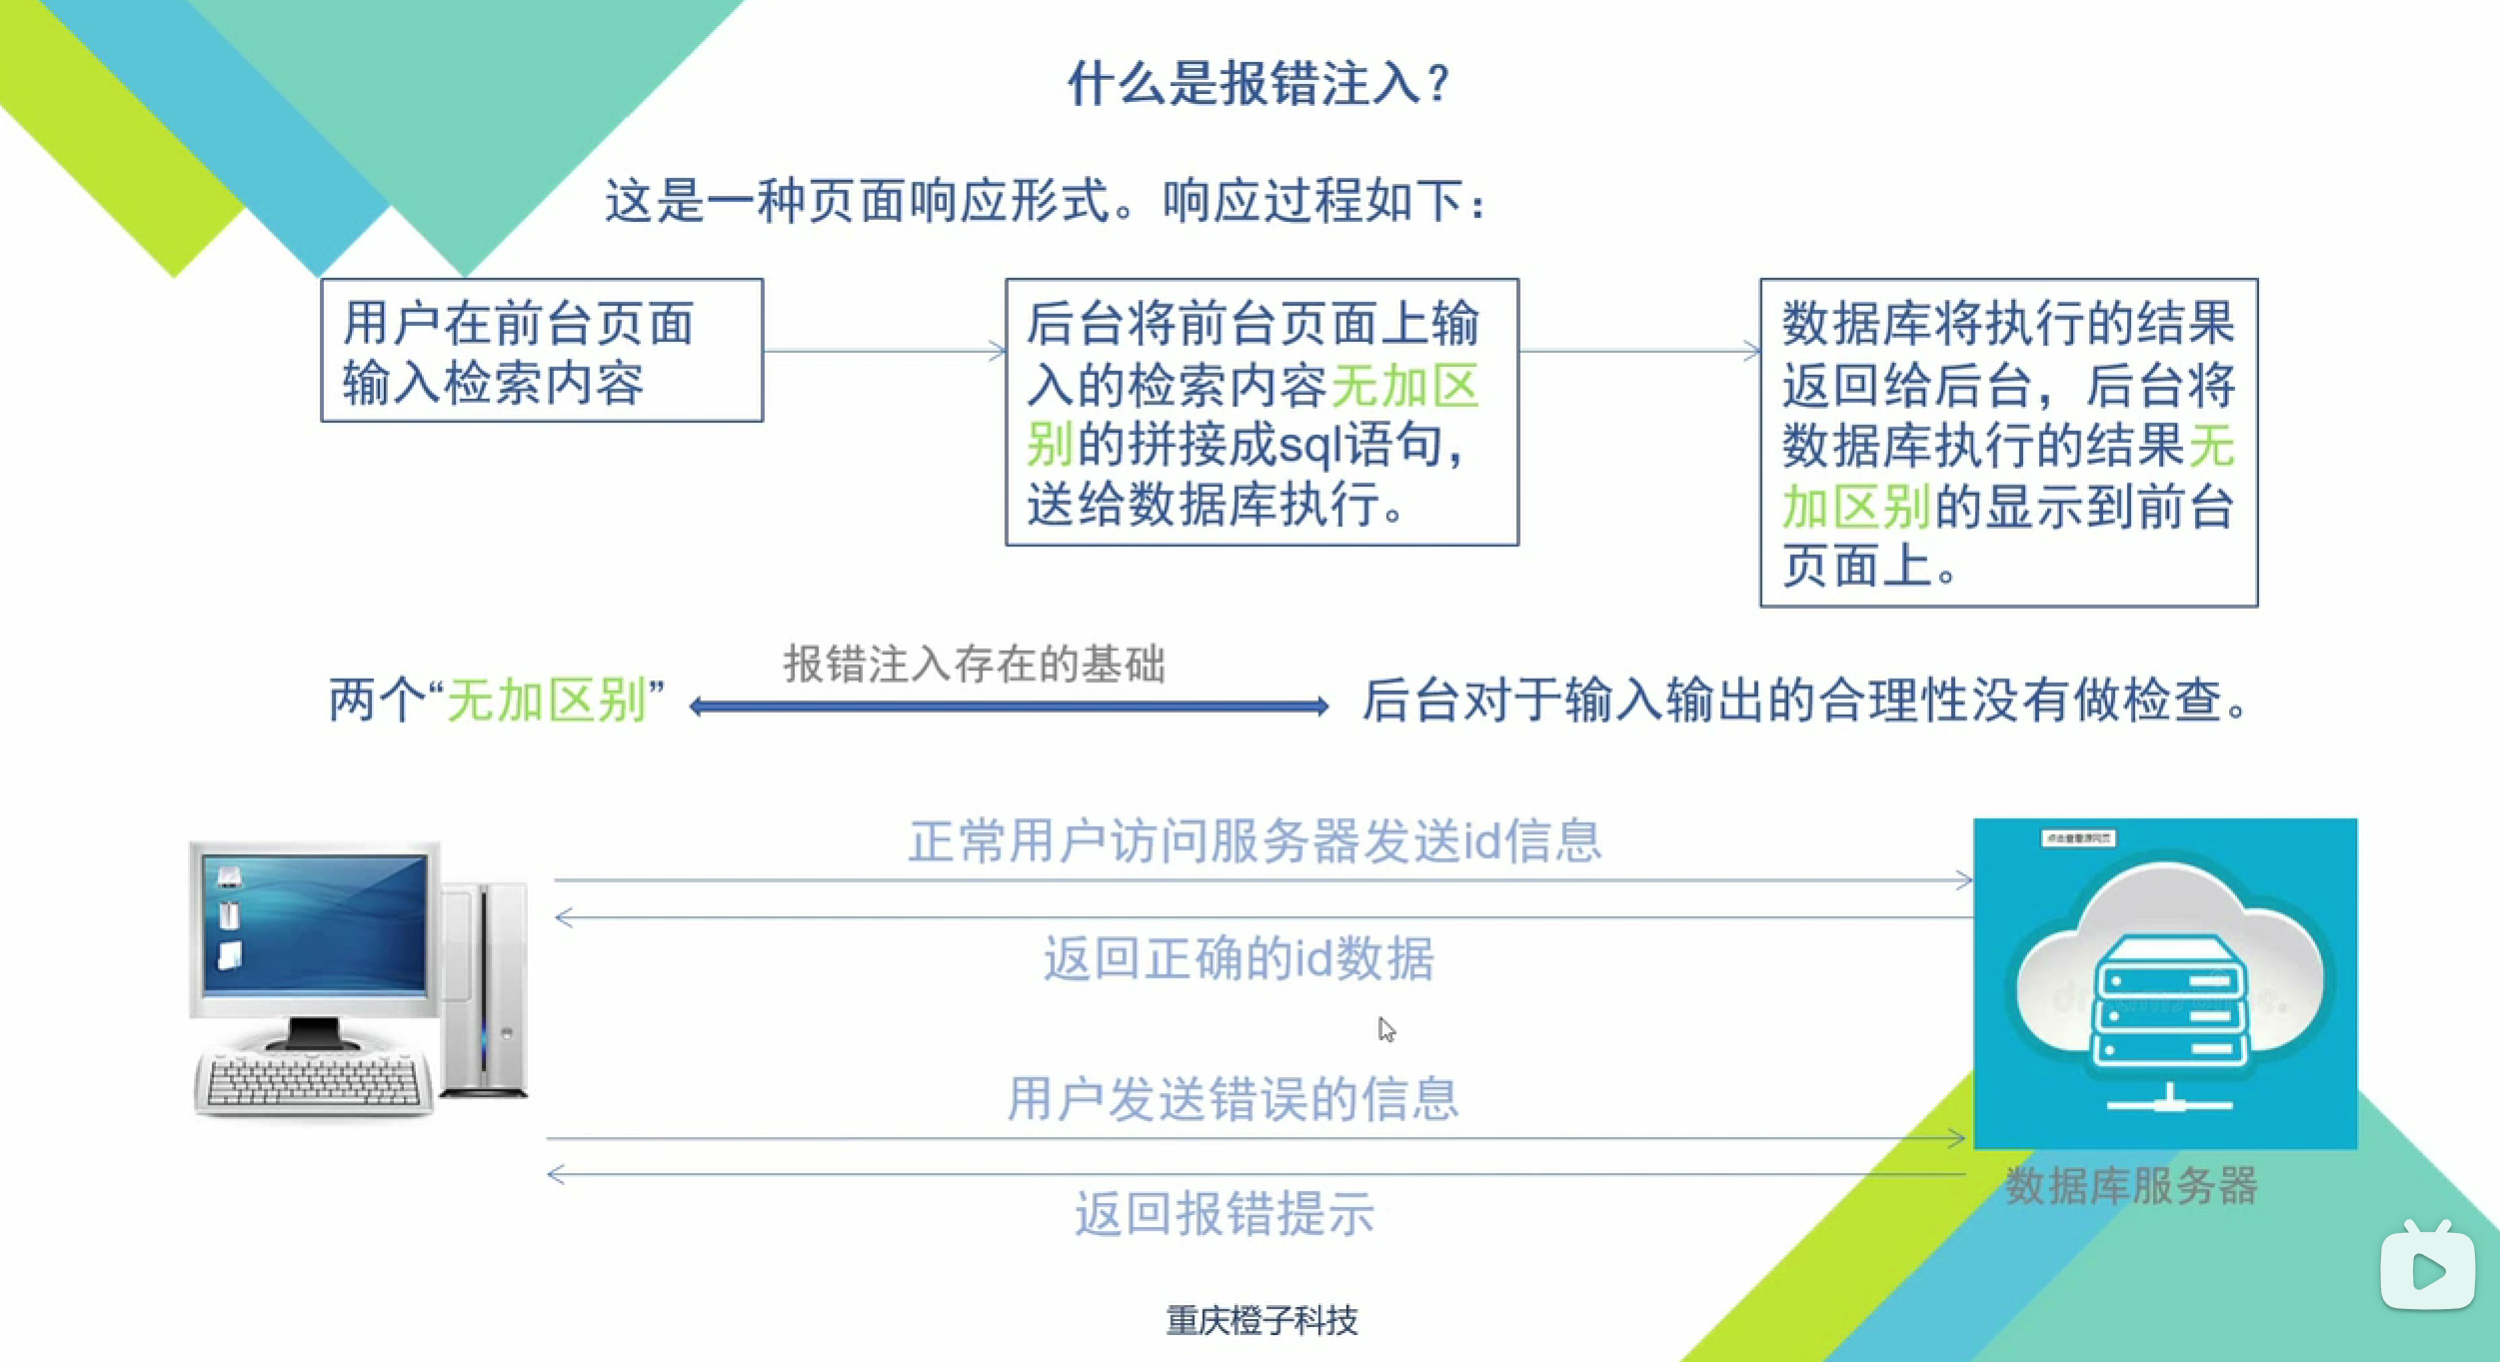 什么是报错注入？
这是一种页面响应形式。响应过程如下：
用户在前台页面
输入检索内容
后台将前台页面上输
入的检索内容无加区
别的拼接成sql语句，
送给数据库执行。
数据库将执行的结果
返回给后台，后台将
数据库执行的结果无
加区别的显示到前台
页面上。
两个“无加区别”
报错注入存在的基础
后台对于输入输出的合理性没有做检查。
正常用户访问服务器发送id信息
返回正确的id数据
用户发送错误的信息
返回报错提示
点击查看源网页
数据库服务器
重庆橙子科技